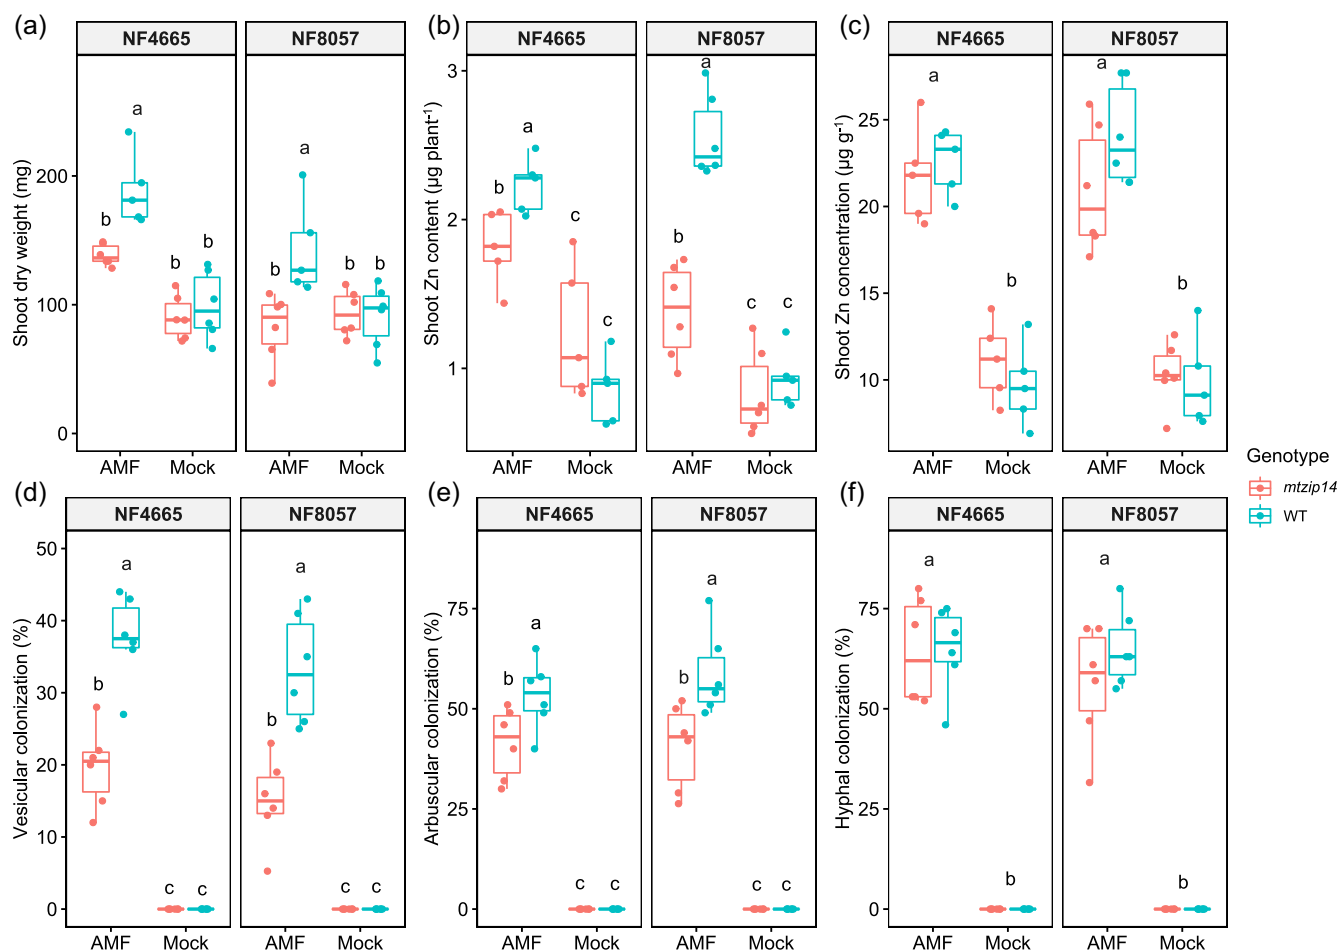 (a)
NF4665
NF8057
Shoot dry weight (mg)
200
100
0
b
a
b
b
b
a
b
b
AMF
Mock
AMF
Mock
(b)
NF4665
NF8057
Shoot Zn content (µg plant⁻¹)
3
2
1
b
a
c
c
b
a
c
c
AMF
Mock
AMF
Mock
(c)
NF4665
NF8057
Shoot Zn concentration (µg g⁻¹)
25
20
15
10
a
b
a
b
AMF
Mock
AMF
Mock
Genotype
mtzip14
WT
(d)
NF4665
NF8057
Vesicular colonization (%)
50
40
30
20
10
0
b
a
c
c
b
a
c
c
AMF
Mock
AMF
Mock
(e)
NF4665
NF8057
Arbuscular colonization (%)
75
50
25
0
b
a
c
c
b
a
c
c
AMF
Mock
AMF
Mock
(f)
NF4665
NF8057
Hyphal colonization (%)
75
50
25
0
a
b
a
b
AMF
Mock
AMF
Mock